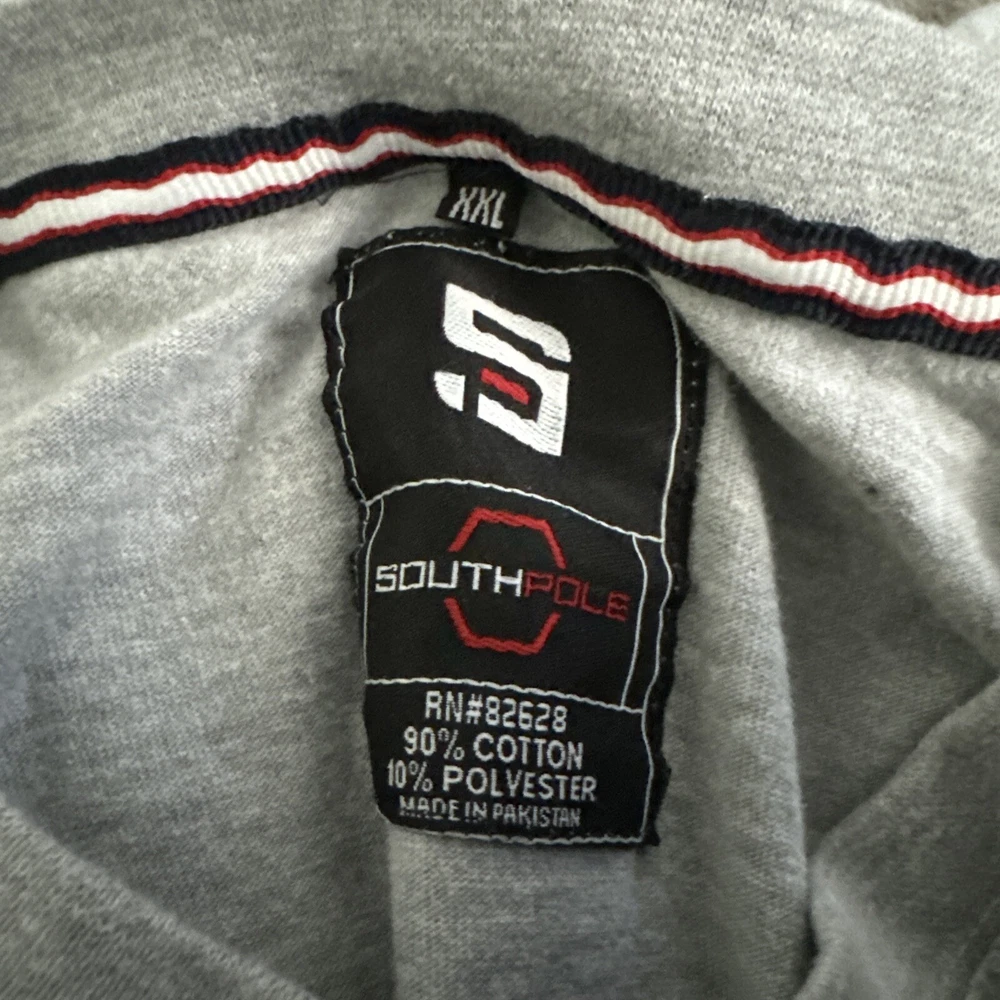 XXL
SOUTHPOLE
RN#82628
90% COTTON
10% POLYESTER
MADE IN PAKISTAN